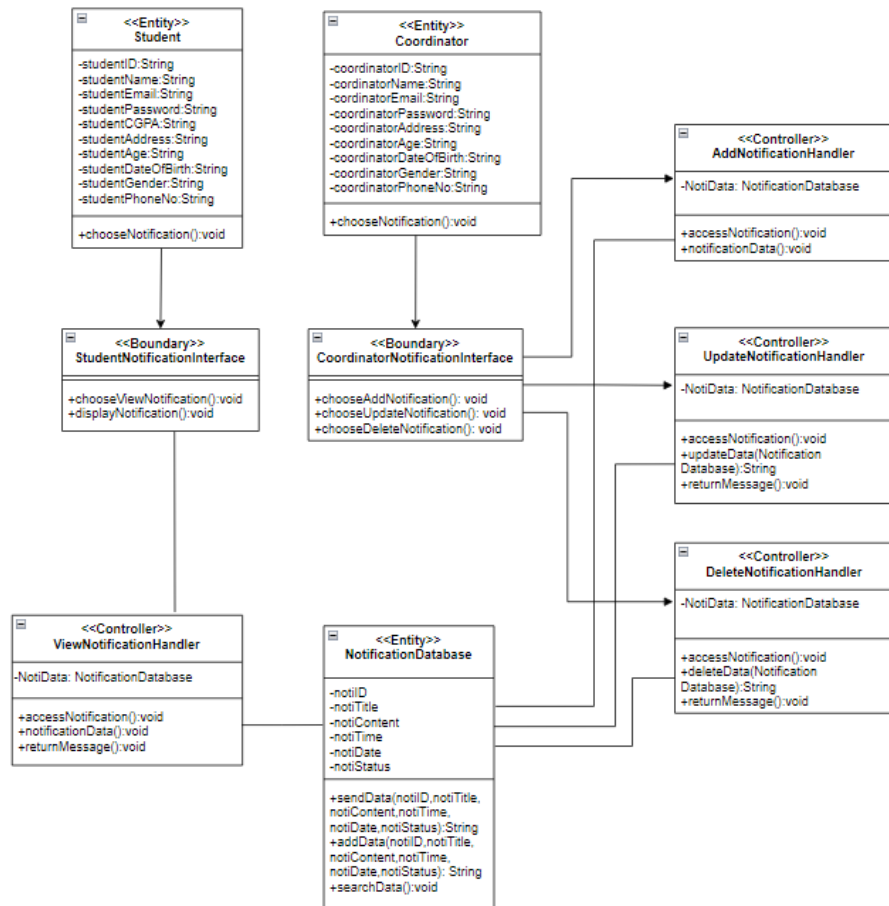 <<Entity>>
Student
-studentID:String
-studentName:String
-studentEmail:String
-studentPassword:String
-studentCGPA:String
-studentAddress:String
-studentAge:String
-studentDateOfBirth:String
-studentGender:String
-studentPhoneNo:String
+chooseNotification():void
<<Entity>>
Coordinator
-coordinatorID:String
-cordinatorName:String
-cordinatorEmail:String
-coordinatorPassword:String
-coordinatorAddress:String
-coordinatorAge:String
-coordinatorDateOfBirth:String
-coordinatorGender:String
-coordinatorPhoneNo:String
+chooseNotification():void
<<Controller>>
AddNotificationHandler
-NotiData: NotificationDatabase
+accessNotification():void
+notificationData():void
<<Boundary>>
StudentNotificationInterface
+chooseViewNotification():void
+displayNotification():void
<<Boundary>>
CoordinatorNotificationInterface
+chooseAddNotification(): void
+chooseUpdateNotification(): void
+chooseDeleteNotification(): void
<<Controller>>
UpdateNotificationHandler
-NotiData: NotificationDatabase
+accessNotification():void
+updateData(Notification
Database):String
+returnMessage():void
<<Controller>>
DeleteNotificationHandler
-NotiData: NotificationDatabase
+accessNotification():void
+deleteData(Notification
Database):String
+returnMessage():void
<<Controller>>
ViewNotificationHandler
-NotiData: NotificationDatabase
+accessNotification():void
+notificationData():void
+returnMessage():void
<<Entity>>
NotificationDatabase
-notiID
-notiTitle
-notiContent
-notiTime
-notiDate
-notiStatus
+sendData(notiID,notiTitle,
notiContent,notiTime,
notiDate,notiStatus):String
+addData(notiID,notiTitle,
notiContent,notiTime,
notiDate,notiStatus): String
+searchData():void